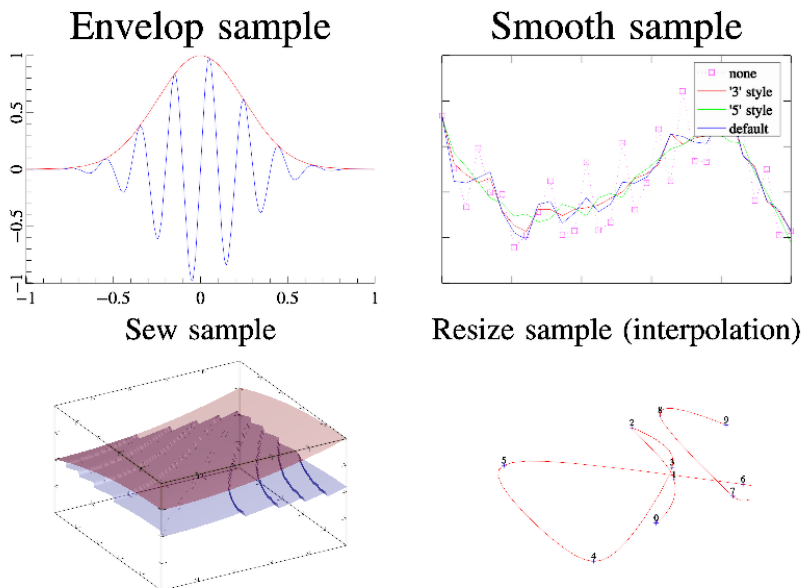 Envelop sample
Smooth sample
1
0.5
0
−0.5
−1
−1
−0.5
0
0.5
1
none
'3' style
'5' style
default
Sew sample
Resize sample (interpolation)
8
2
9
5
3
1
6
7
0
4